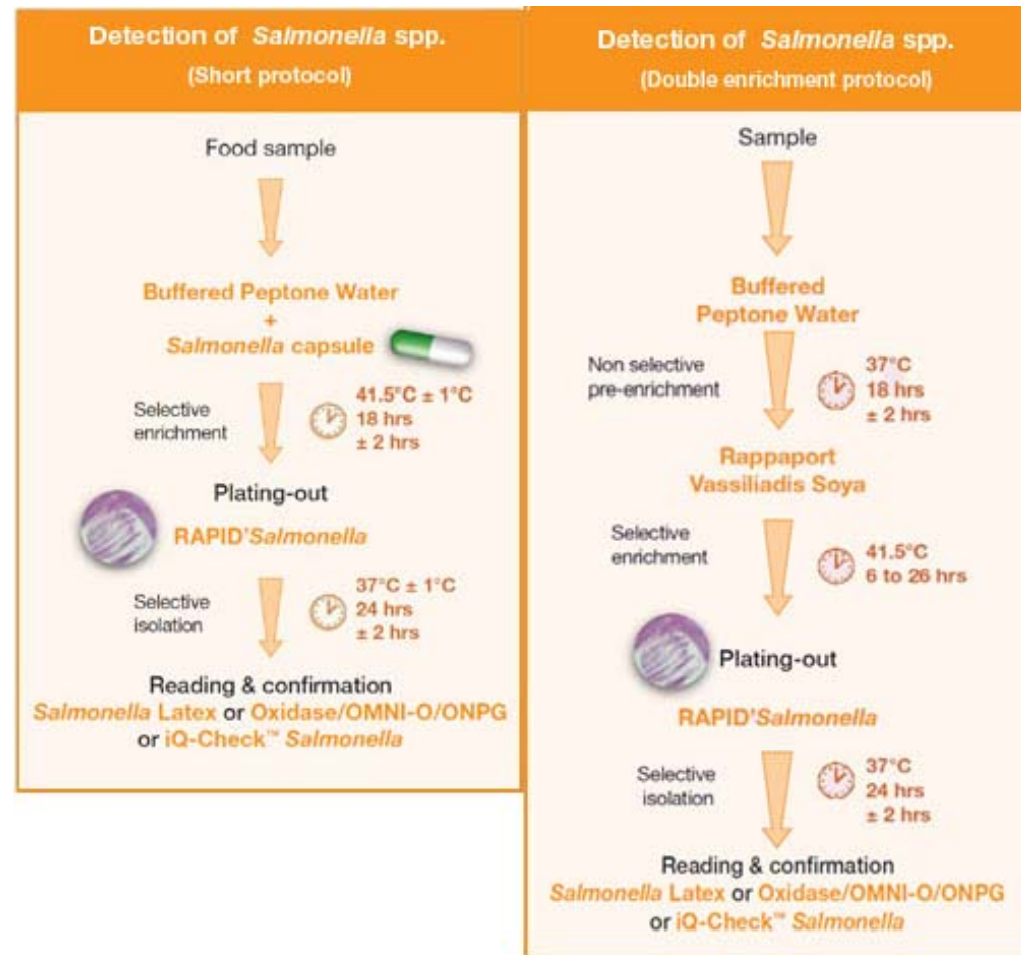 Detection of Salmonella spp.
(Short protocol)
Food sample
Buffered Peptone Water
+
Salmonella capsule
Selective
enrichment
41.5°C ± 1°C
18 hrs
± 2 hrs
Plating-out
RAPID'Salmonella
Selective
isolation
37°C ± 1°C
24 hrs
± 2 hrs
Reading & confirmation
Salmonella Latex or Oxidase/OMNI-O/ONPG
or iQ-Check™ Salmonella
Detection of Salmonella spp.
(Double enrichment protocol)
Sample
Buffered
Peptone Water
Non selective
pre-enrichment
37°C
18 hrs
± 2 hrs
Rappaport
Vassiliadis Soya
Selective
enrichment
41.5°C
6 to 26 hrs
Plating-out
RAPID'Salmonella
Selective
isolation
37°C
24 hrs
± 2 hrs
Reading & confirmation
Salmonella Latex or Oxidase/OMNI-O/ONPG
or iQ-Check™ Salmonella